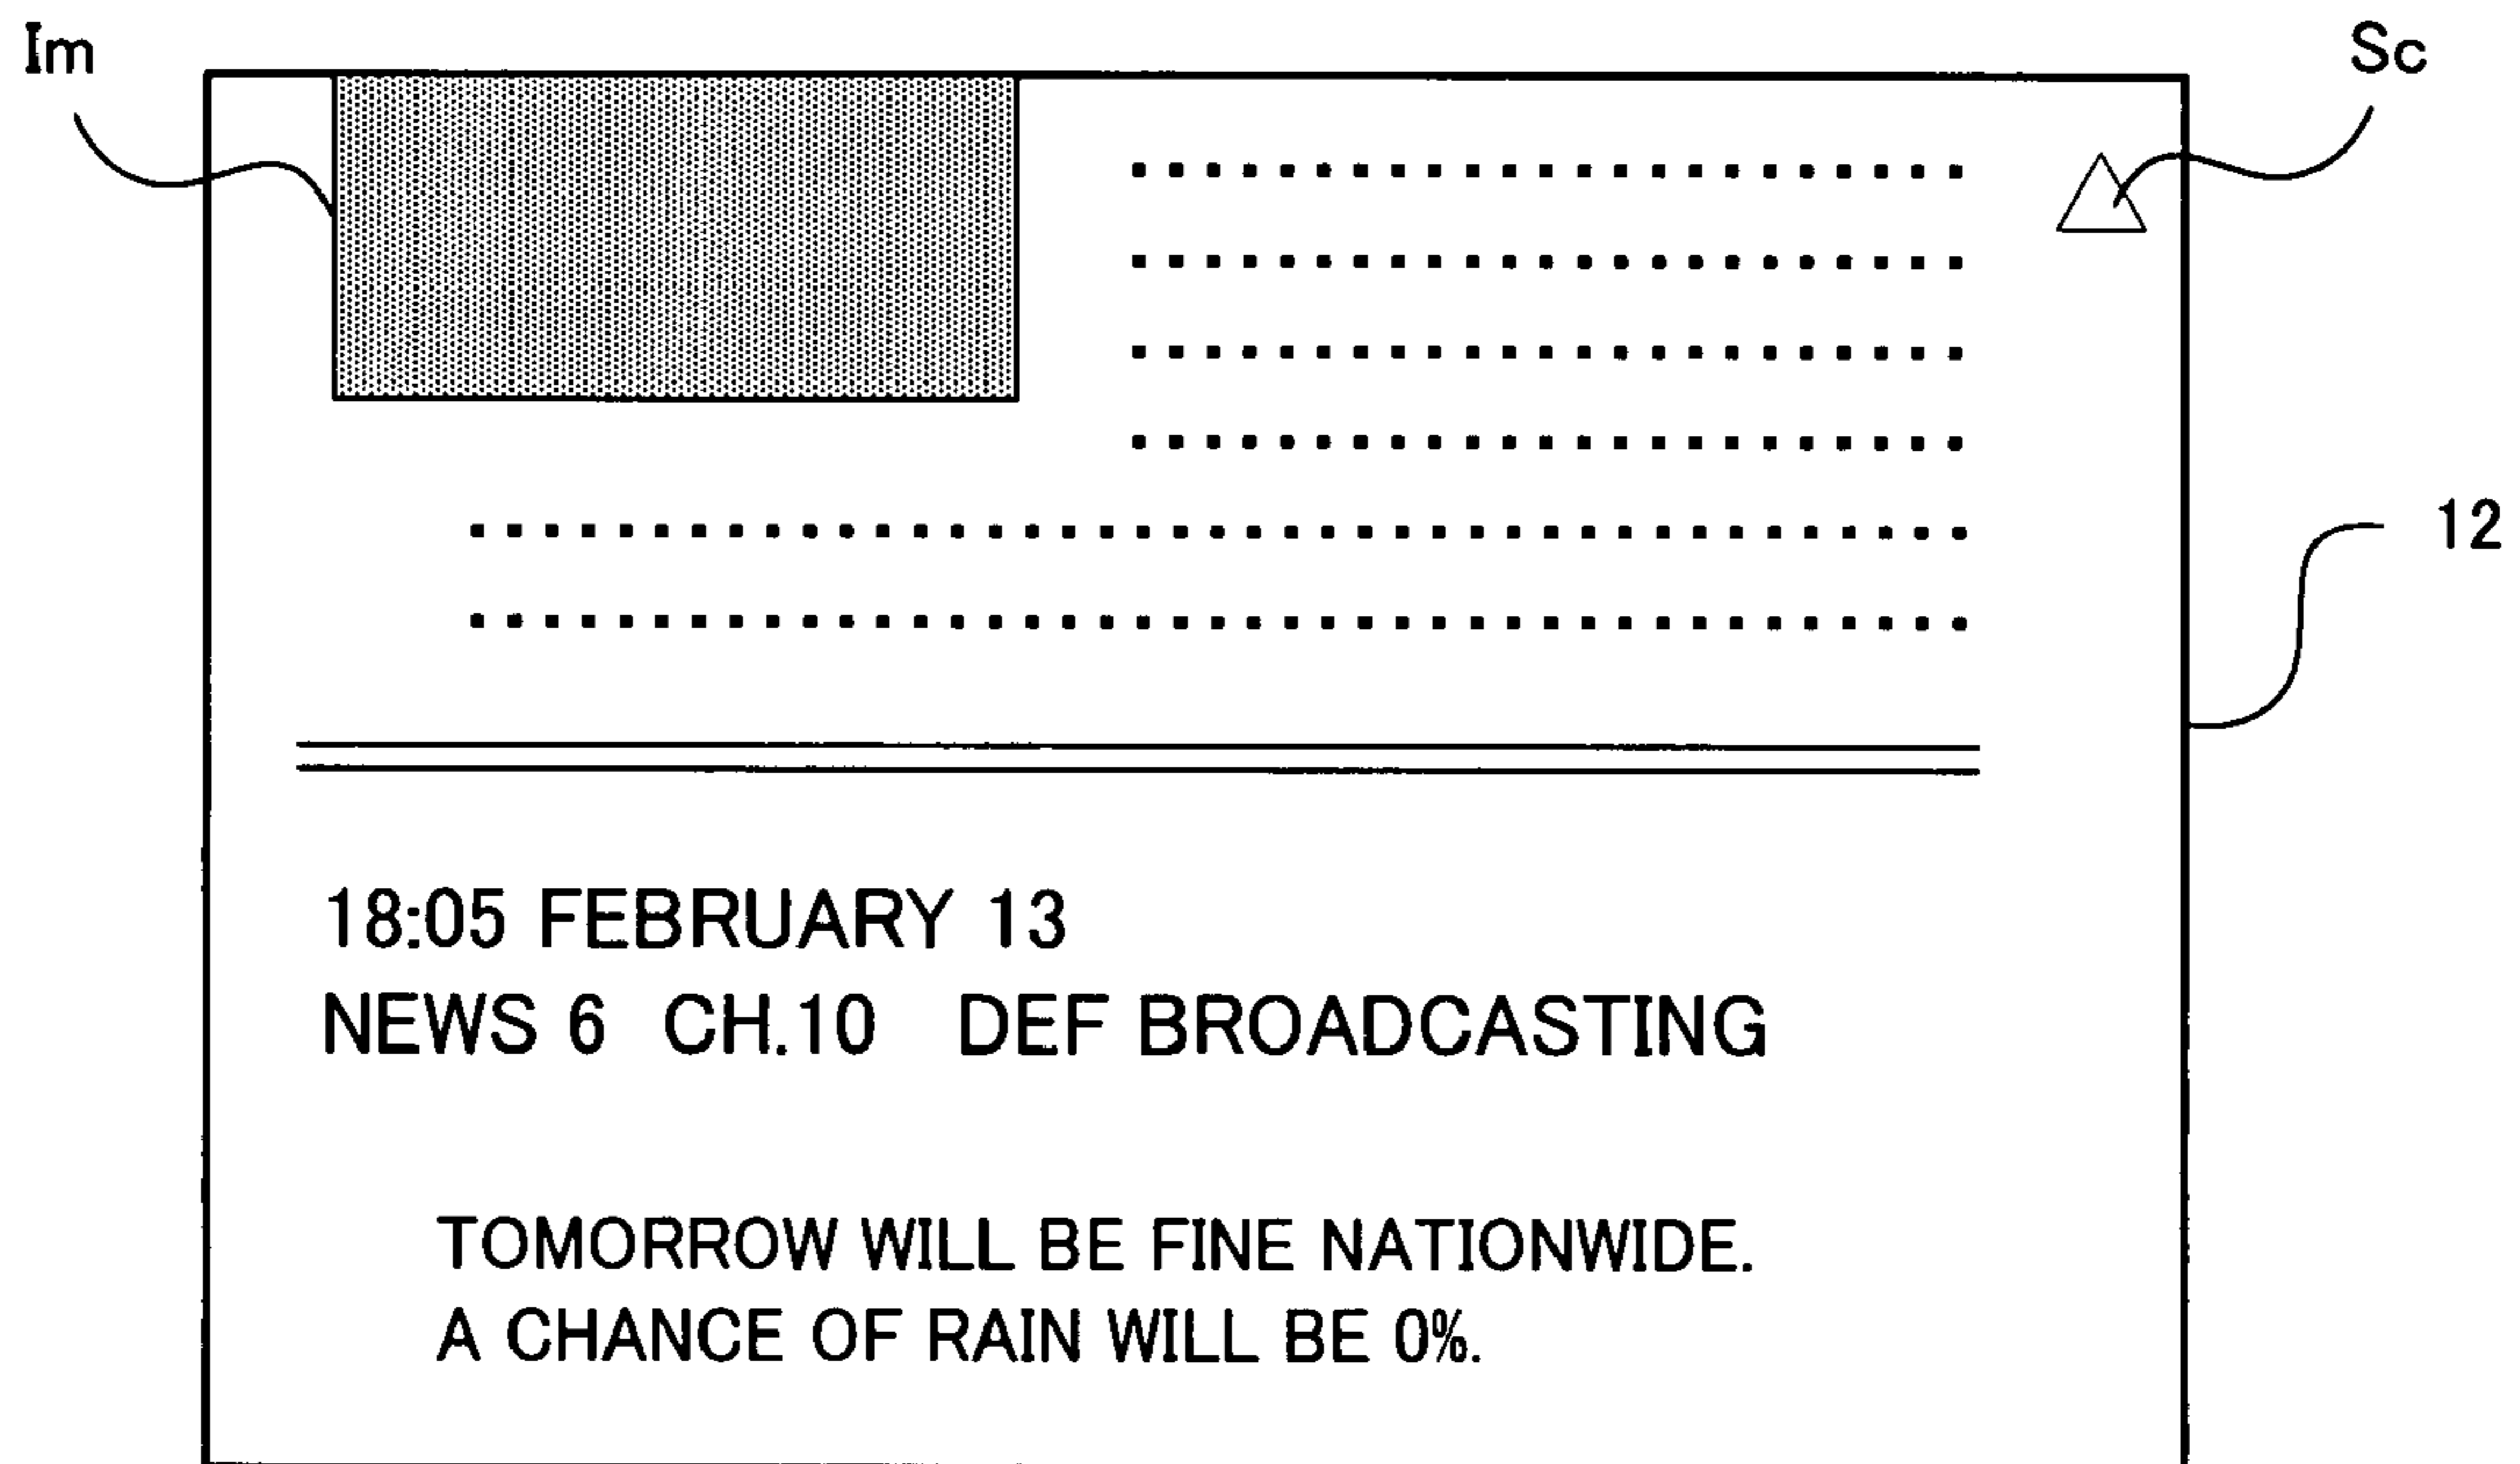 Im
Sc
12
18:05 FEBRUARY 13
NEWS 6 CH.10 DEF BROADCASTING
TOMORROW WILL BE FINE NATIONWIDE.
A CHANCE OF RAIN WILL BE 0%.